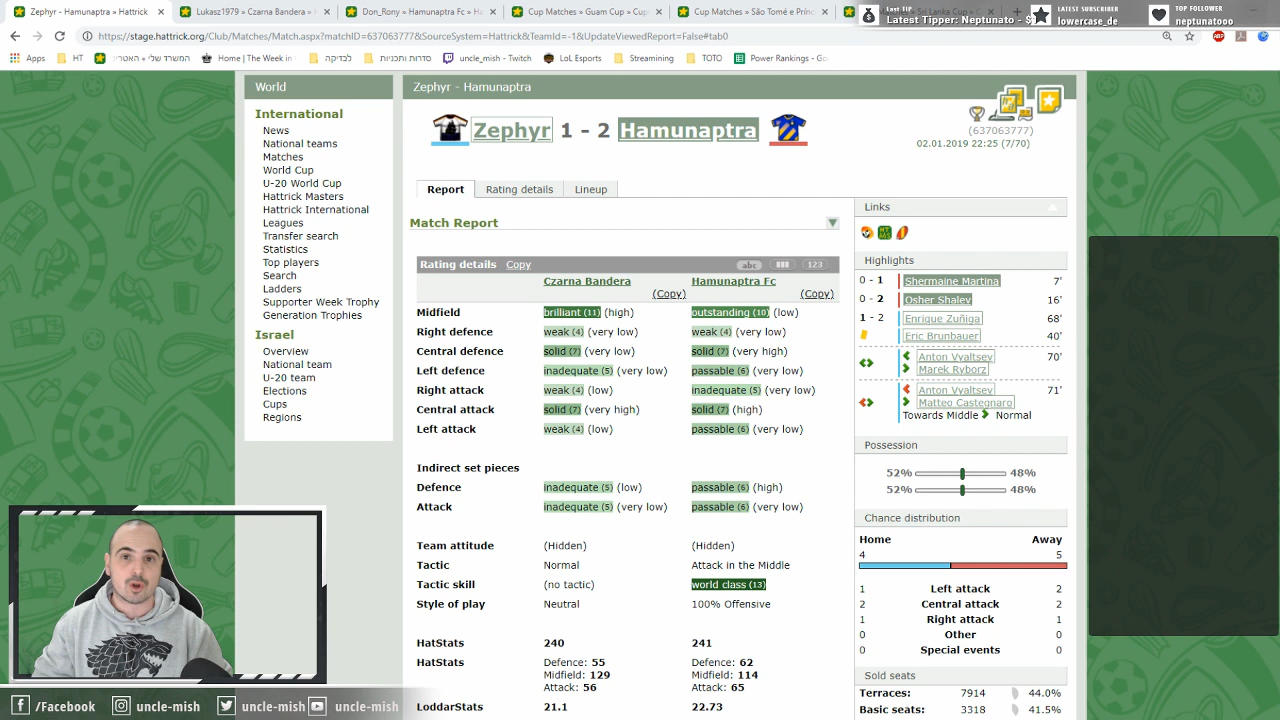 Zephyr - Hamunaptra » Hattrick
Lukasz1979 » Czarna Bandera » H
Don_Rony » Hamunaptra Fc » Ha
Cup Matches » Guam Cup » Cup
Cup Matches » São Tomé e Prínc
Last Tip
Latest Tipper: Neptunato - $
LATEST SUBSCRIBER
lowercase_de
TOP FOLLOWER
neptunatooo
https://stage.hattrick.org/Club/Matches/Match.aspx?matchID=637063777&SourceSystem=Hattrick&TeamId=-1&UpdateViewedReport=False#tab0
Apps
HT
המשרד שלי » האטריק
Home | The Week in
לבדיקה
סדרות ותכניות
uncle_mish - Twitch
LoL Esports
Streamining
TOTO
Power Rankings - Go
World
International
News
National teams
Matches
World Cup
U-20 World Cup
Hattrick Masters
Hattrick International
Leagues
Transfer search
Statistics
Top players
Search
Ladders
Supporter Week Trophy
Generation Trophies
Israel
Overview
National team
U-20 team
Elections
Cups
Regions
Zephyr - Hamunaptra
Zephyr 1 - 2 Hamunaptra
(637063777)
02.01.2019 22:25 (7/70)
Report Rating details Lineup
Match Report
Rating details Copy abc 123
Czarna Bandera Hamunaptra Fc
(Copy) (Copy)
Midfield brilliant (11) (high) outstanding (10) (low)
Right defence weak (4) (very low) weak (4) (very low)
Central defence solid (7) (very low) solid (7) (very high)
Left defence inadequate (5) (very low) passable (6) (very low)
Right attack weak (4) (low) inadequate (5) (very low)
Central attack solid (7) (very high) solid (7) (high)
Left attack weak (4) (low) passable (6) (very low)
Indirect set pieces
Defence inadequate (5) (low) passable (6) (high)
Attack inadequate (5) (very low) passable (6) (very low)
Team attitude (Hidden) (Hidden)
Tactic Normal Attack in the Middle
Tactic skill (no tactic) world class (13)
Style of play Neutral 100% Offensive
HatStats 240 241
HatStats Defence: 55 Defence: 62
Midfield: 129 Midfield: 114
Attack: 56 Attack: 65
LoddarStats 21.1 22.73
Links
Highlights
0 - 1 Shermaine Martina 7'
0 - 2 Osher Shalev 16'
1 - 2 Enrique Zuñiga 68'
Eric Brunbauer 40'
Anton Vyaltsev 70'
Marek Ryborz
Anton Vyaltsev 71'
Matteo Castegnaro
Towards Middle Normal
Possession
52% 48%
52% 48%
Chance distribution
Home Away
4 5
1 Left attack 2
2 Central attack 2
1 Right attack 1
0 Other 0
0 Special events 0
Sold seats
Terraces: 7914 44.0%
Basic seats: 3318 41.5%
/Facebook
uncle-mish
uncle-mish
uncle-mish